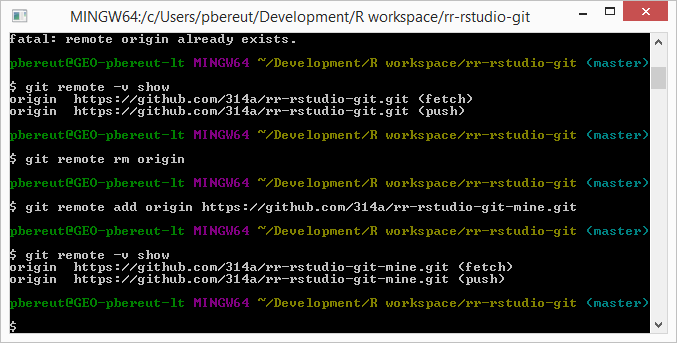 MINGW64:/c/Users/pbereut/Development/R workspace/rr-rstudio-git
fatal: remote origin already exists.
pbereut@GEO-pbereut-lt MINGW64 ~/Development/R workspace/rr-rstudio-git (master)
$ git remote -v show
origin  https://github.com/314a/rr-rstudio-git.git (fetch)
origin  https://github.com/314a/rr-rstudio-git.git (push)
pbereut@GEO-pbereut-lt MINGW64 ~/Development/R workspace/rr-rstudio-git (master)
$ git remote rm origin
pbereut@GEO-pbereut-lt MINGW64 ~/Development/R workspace/rr-rstudio-git (master)
$ git remote add origin https://github.com/314a/rr-rstudio-git-mine.git
pbereut@GEO-pbereut-lt MINGW64 ~/Development/R workspace/rr-rstudio-git (master)
$ git remote -v show
origin  https://github.com/314a/rr-rstudio-git-mine.git (fetch)
origin  https://github.com/314a/rr-rstudio-git-mine.git (push)
pbereut@GEO-pbereut-lt MINGW64 ~/Development/R workspace/rr-rstudio-git (master)
$